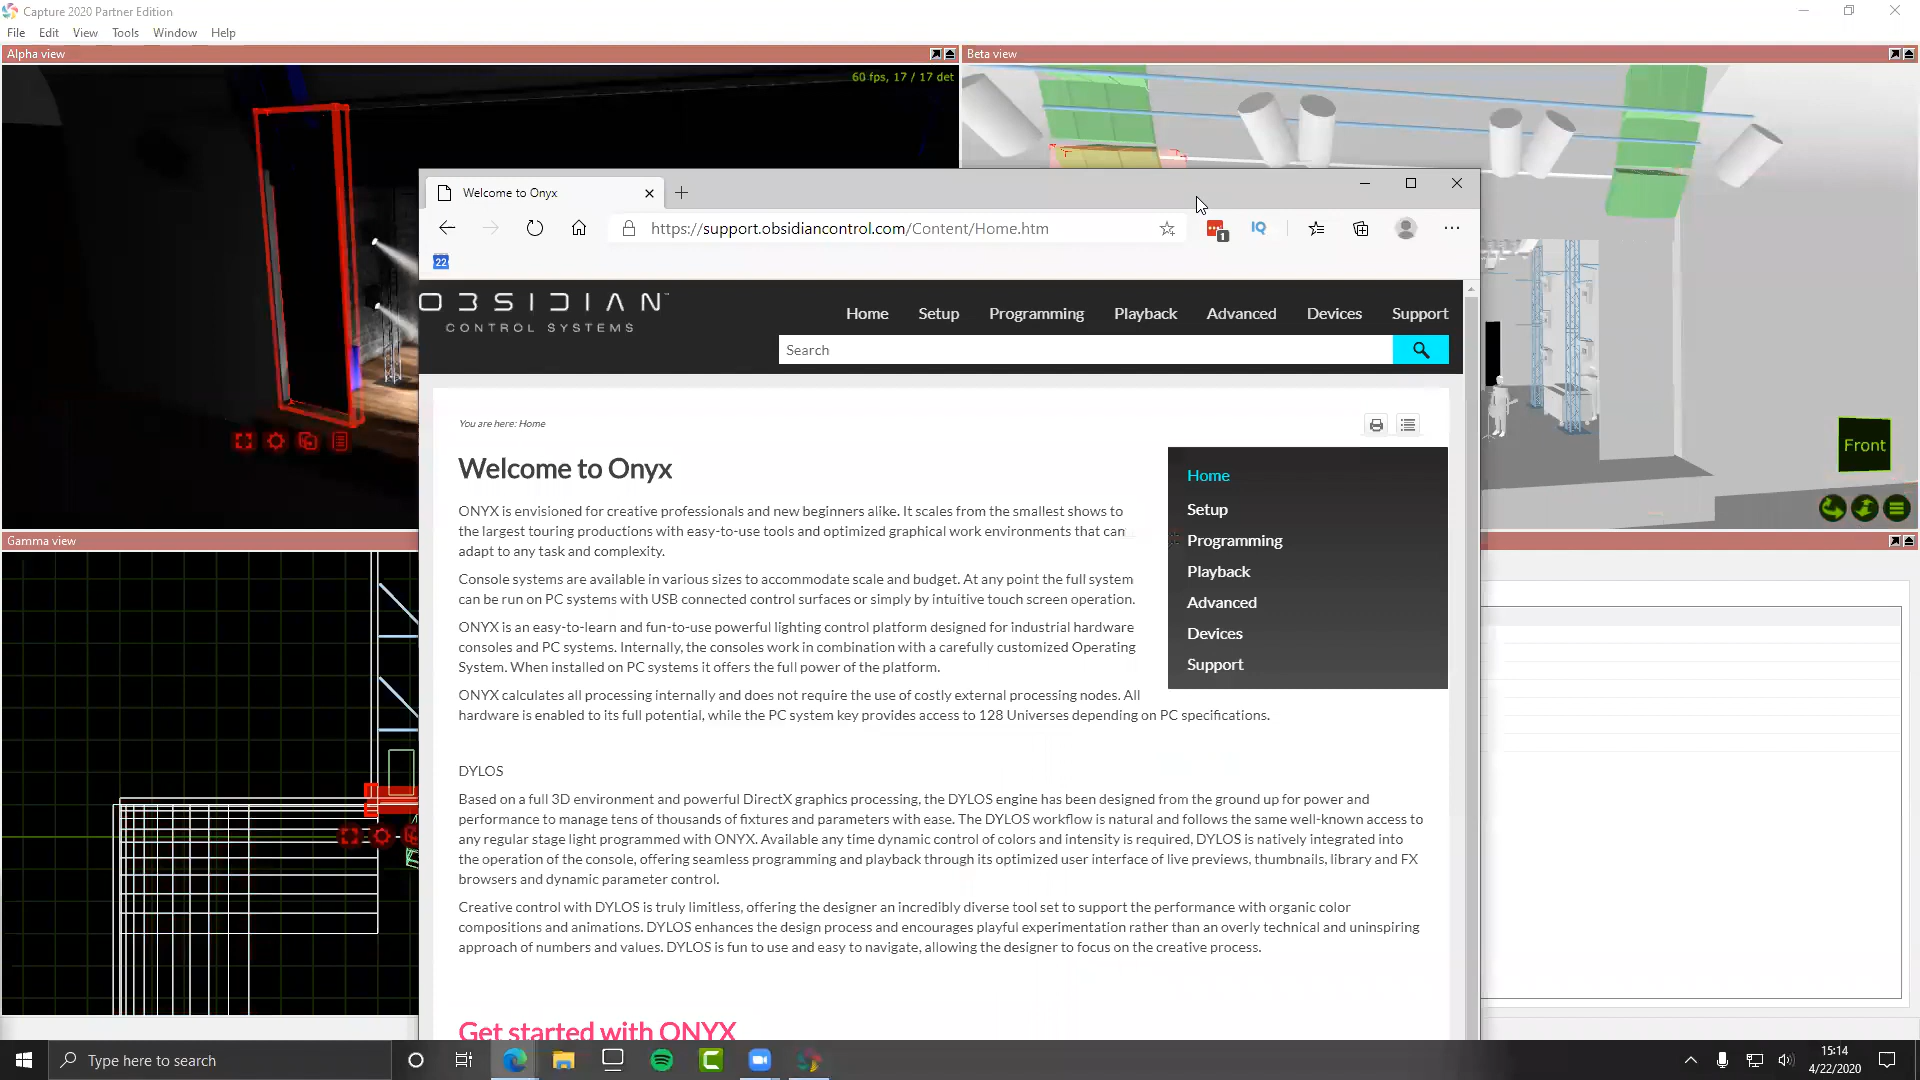 Capture 2020 Partner Edition
File Edit View Tools Window Help
Alpha view
Beta view
60 fps, 17 / 17 det
Welcome to Onyx
https://support.obsidiancontrol.com/Content/Home.htm
1
IQ
22
OBSIDIAN™
CONTROL SYSTEMS
Home Setup Programming Playback Advanced Devices Support
Search
You are here: Home
Welcome to Onyx
ONYX is envisioned for creative professionals and new beginners alike. It scales from the smallest shows to
the largest touring productions with easy-to-use tools and optimized graphical work environments that can
adapt to any task and complexity.
Console systems are available in various sizes to accommodate scale and budget. At any point the full system
can be run on PC systems with USB connected control surfaces or simply by intuitive touch screen operation.
ONYX is an easy-to-learn and fun-to-use powerful lighting control platform designed for industrial hardware
consoles and PC systems. Internally, the consoles work in combination with a carefully customized Operating
System. When installed on PC systems it offers the full power of the platform.
ONYX calculates all processing internally and does not require the use of costly external processing nodes. All
hardware is enabled to its full potential, while the PC system key provides access to 128 Universes depending on PC specifications.
Home
Setup
Programming
Playback
Advanced
Devices
Support
DYLOS
Based on a full 3D environment and powerful DirectX graphics processing, the DYLOS engine has been designed from the ground up for power and
performance to manage tens of thousands of fixtures and parameters with ease. The DYLOS workflow is natural and follows the same well-known access to
any regular stage light programmed with ONYX. Available any time dynamic control of colors and intensity is required, DYLOS is natively integrated into
the operation of the console, offering seamless programming and playback through its optimized user interface of live previews, thumbnails, library and FX
browsers and dynamic parameter control.
Creative control with DYLOS is truly limitless, offering the designer an incredibly diverse tool set to support the performance with organic color
compositions and animations. DYLOS enhances the design process and encourages playful experimentation rather than an overly technical and uninspiring
approach of numbers and values. DYLOS is fun to use and easy to navigate, allowing the designer to focus on the creative process.
Get started with ONYX
Front
Gamma view
Type here to search
15:14
4/22/2020